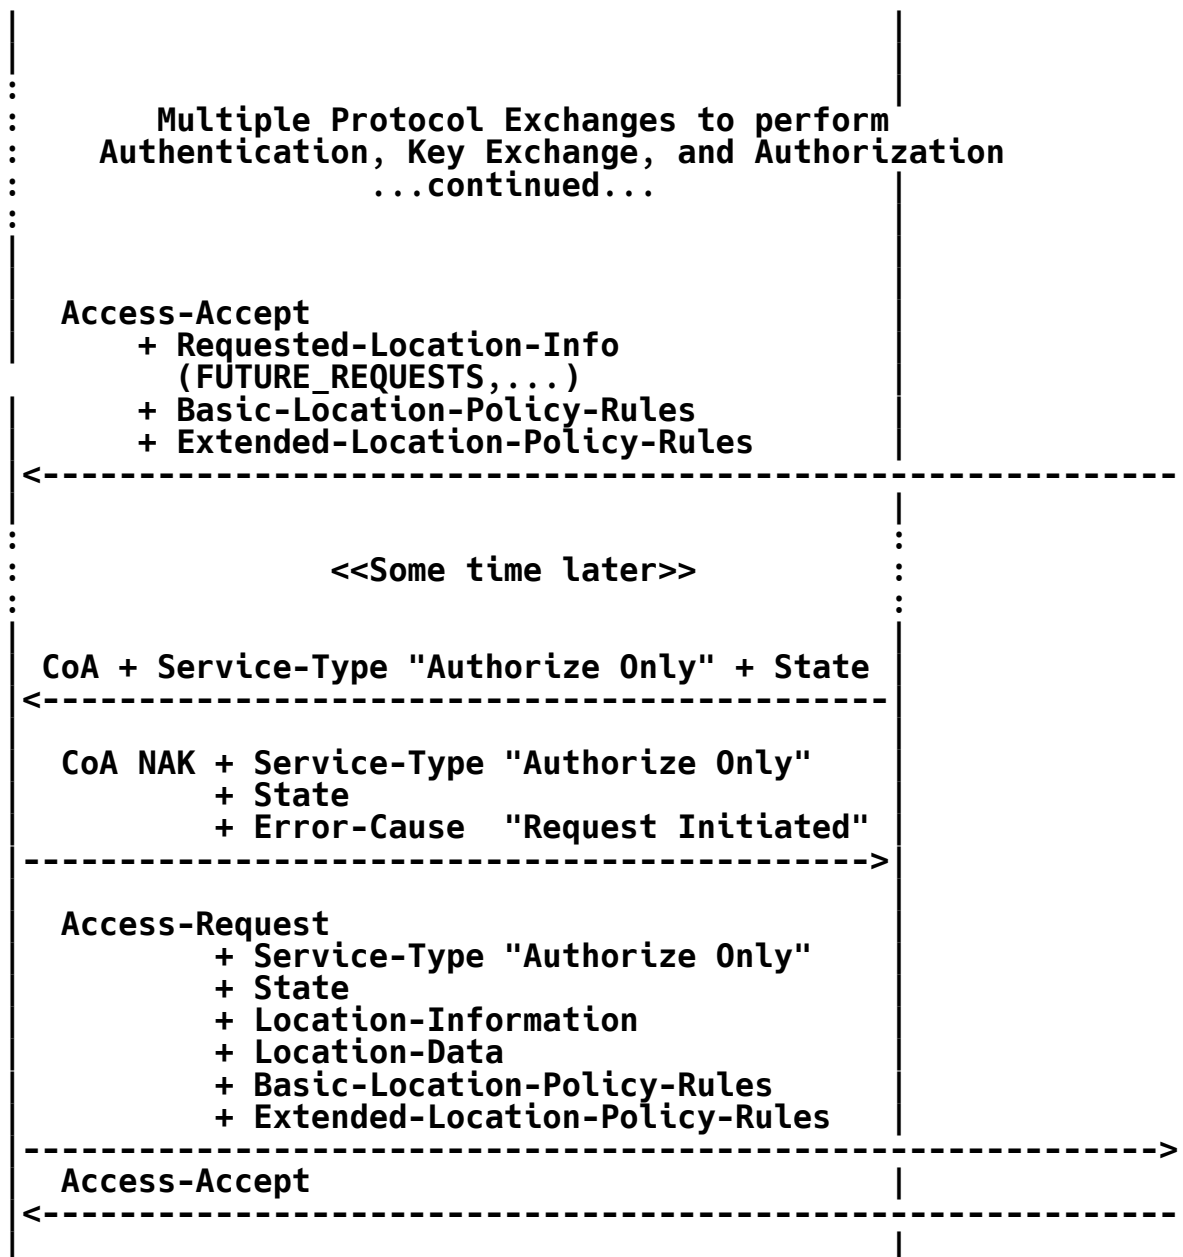 Multiple Protocol Exchanges to perform
Authentication, Key Exchange, and Authorization
...continued...
Access-Accept
+ Requested-Location-Info
(FUTURE_REQUESTS,...)
+ Basic-Location-Policy-Rules
+ Extended-Location-Policy-Rules
<<Some time later>>
CoA + Service-Type "Authorize Only" + State
CoA NAK + Service-Type "Authorize Only"
+ State
+ Error-Cause  "Request Initiated"
Access-Request
+ Service-Type "Authorize Only"
+ State
+ Location-Information
+ Location-Data
+ Basic-Location-Policy-Rules
+ Extended-Location-Policy-Rules
Access-Accept